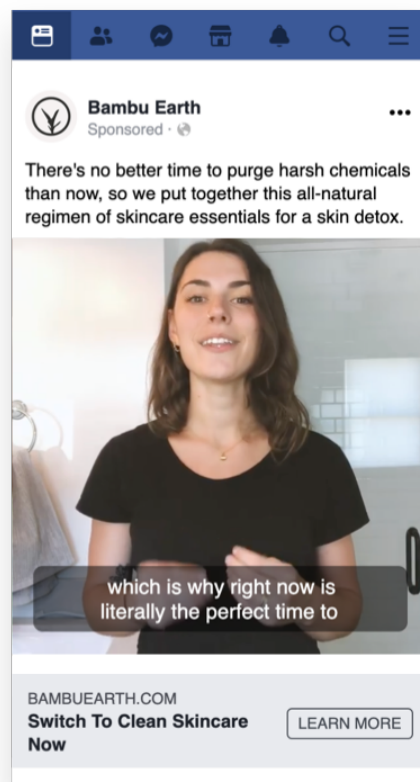 Bambu Earth
Sponsored ·
There's no better time to purge harsh chemicals
than now, so we put together this all-natural
regimen of skincare essentials for a skin detox.
which is why right now is
literally the perfect time to
BAMBUEARTH.COM
Switch To Clean Skincare
Now
LEARN MORE